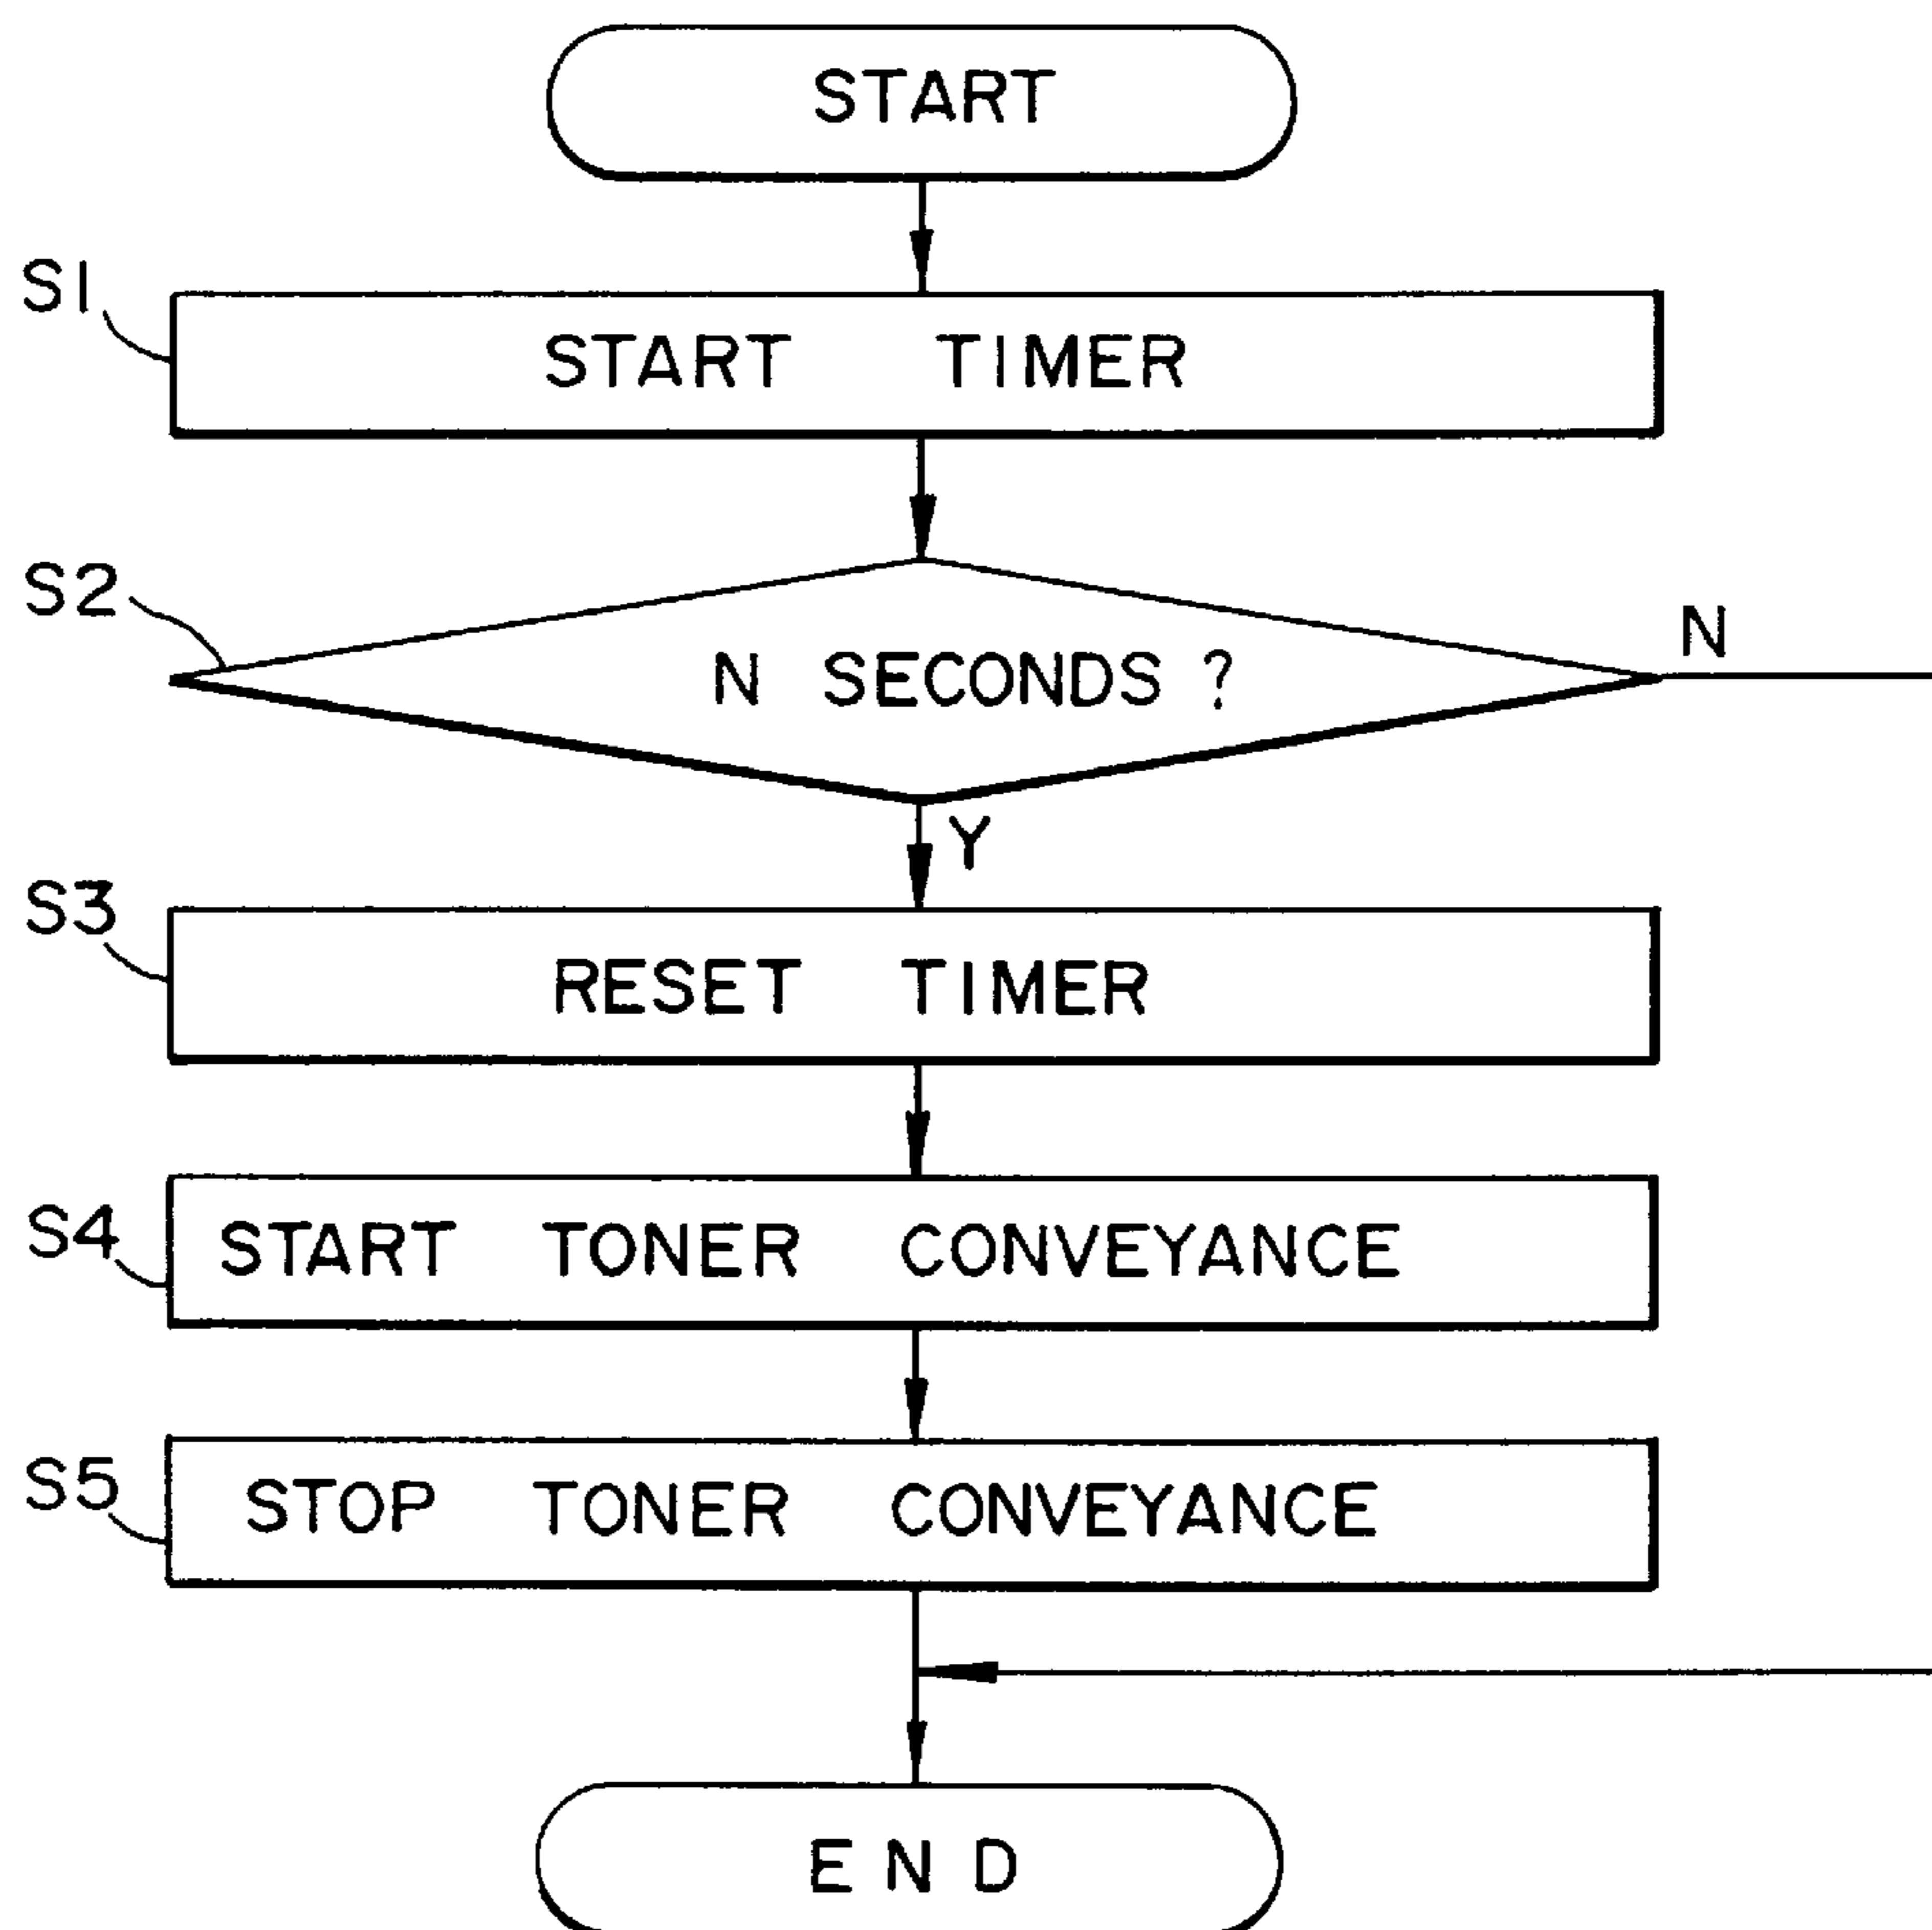 START
S1
START TIMER
S2
N SECONDS ?
N
Y
S3
RESET TIMER
S4
START TONER CONVEYANCE
S5
STOP TONER CONVEYANCE
END